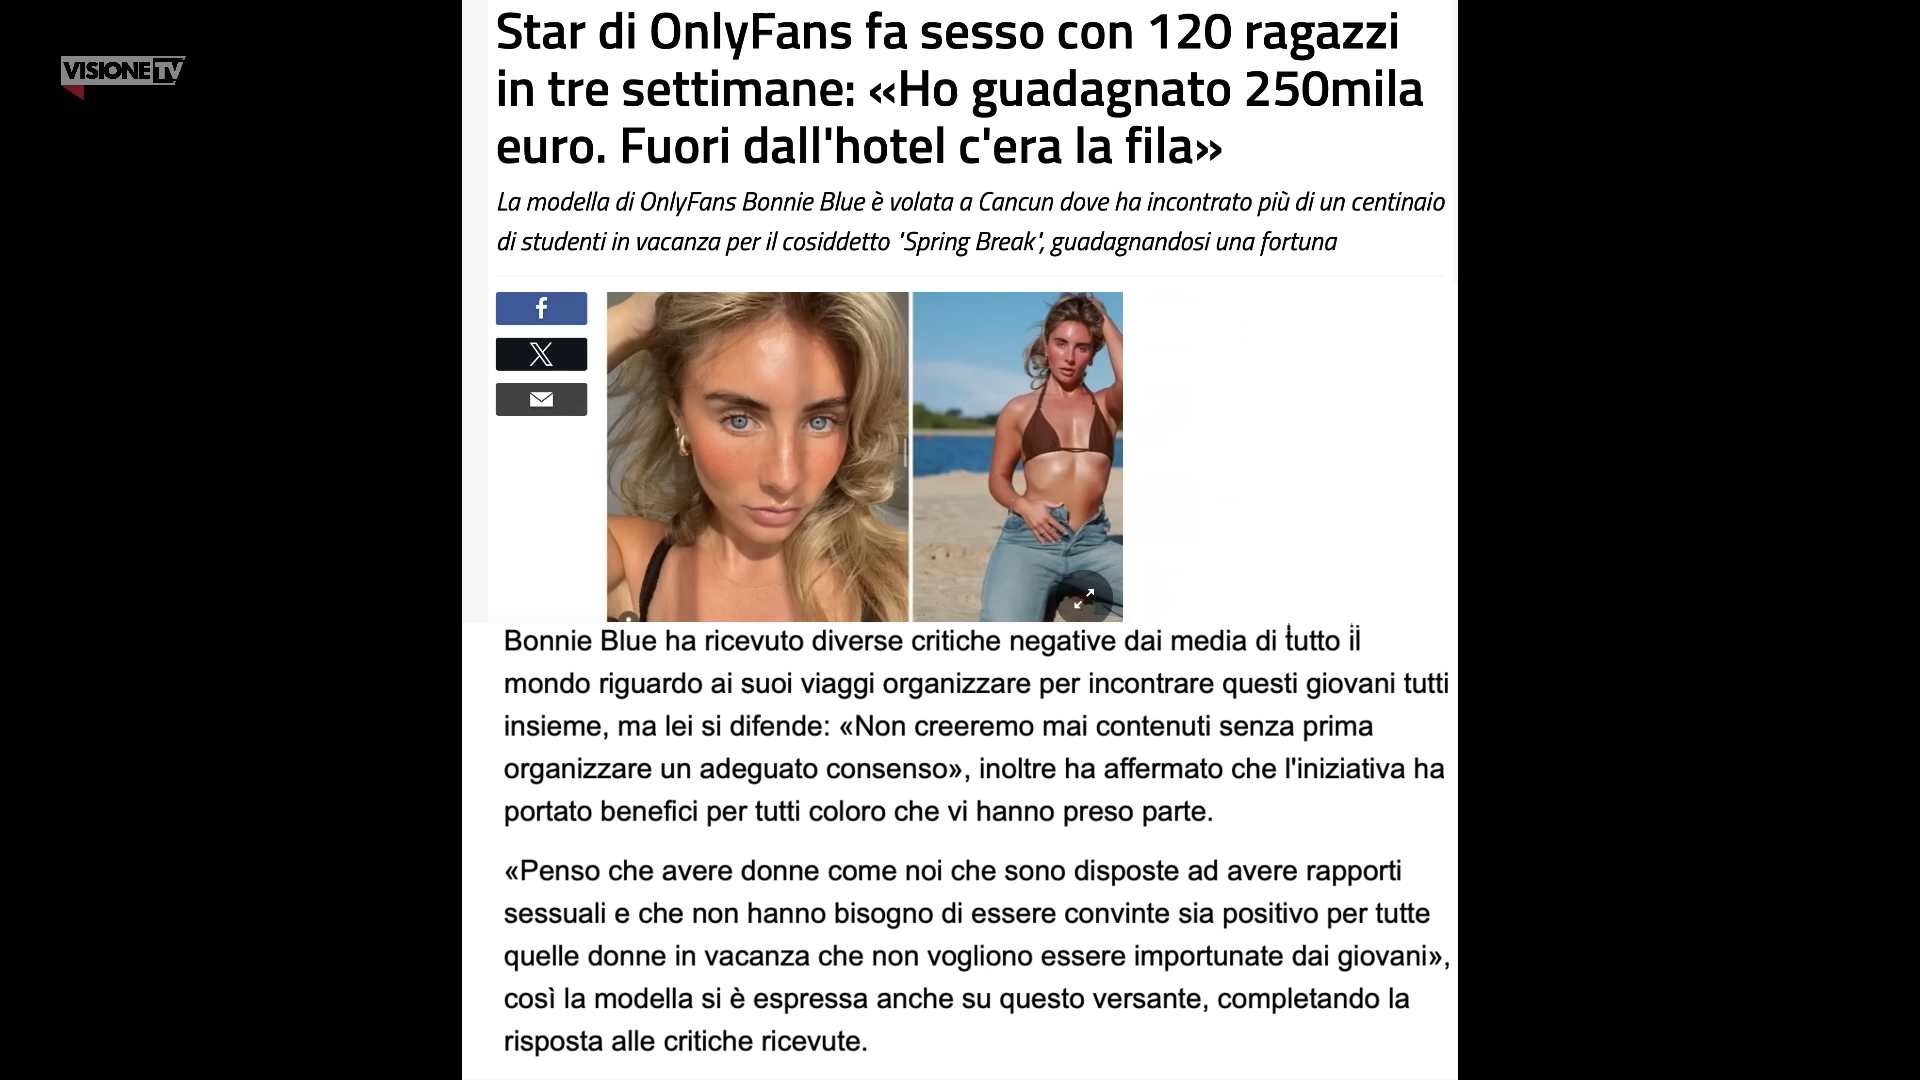 VISIONE TV
Star di OnlyFans fa sesso con 120 ragazzi
in tre settimane: «Ho guadagnato 250mila
euro. Fuori dall'hotel c'era la fila»
La modella di OnlyFans Bonnie Blue è volata a Cancun dove ha incontrato più di un centinaio
di studenti in vacanza per il cosiddetto 'Spring Break', guadagnandosi una fortuna
Bonnie Blue ha ricevuto diverse critiche negative dai media di tutto il
mondo riguardo ai suoi viaggi organizzare per incontrare questi giovani tutti
insieme, ma lei si difende: «Non creeremo mai contenuti senza prima
organizzare un adeguato consenso», inoltre ha affermato che l'iniziativa ha
portato benefici per tutti coloro che vi hanno preso parte.
«Penso che avere donne come noi che sono disposte ad avere rapporti
sessuali e che non hanno bisogno di essere convinte sia positivo per tutte
quelle donne in vacanza che non vogliono essere importunate dai giovani»,
così la modella si è espressa anche su questo versante, completando la
risposta alle critiche ricevute.